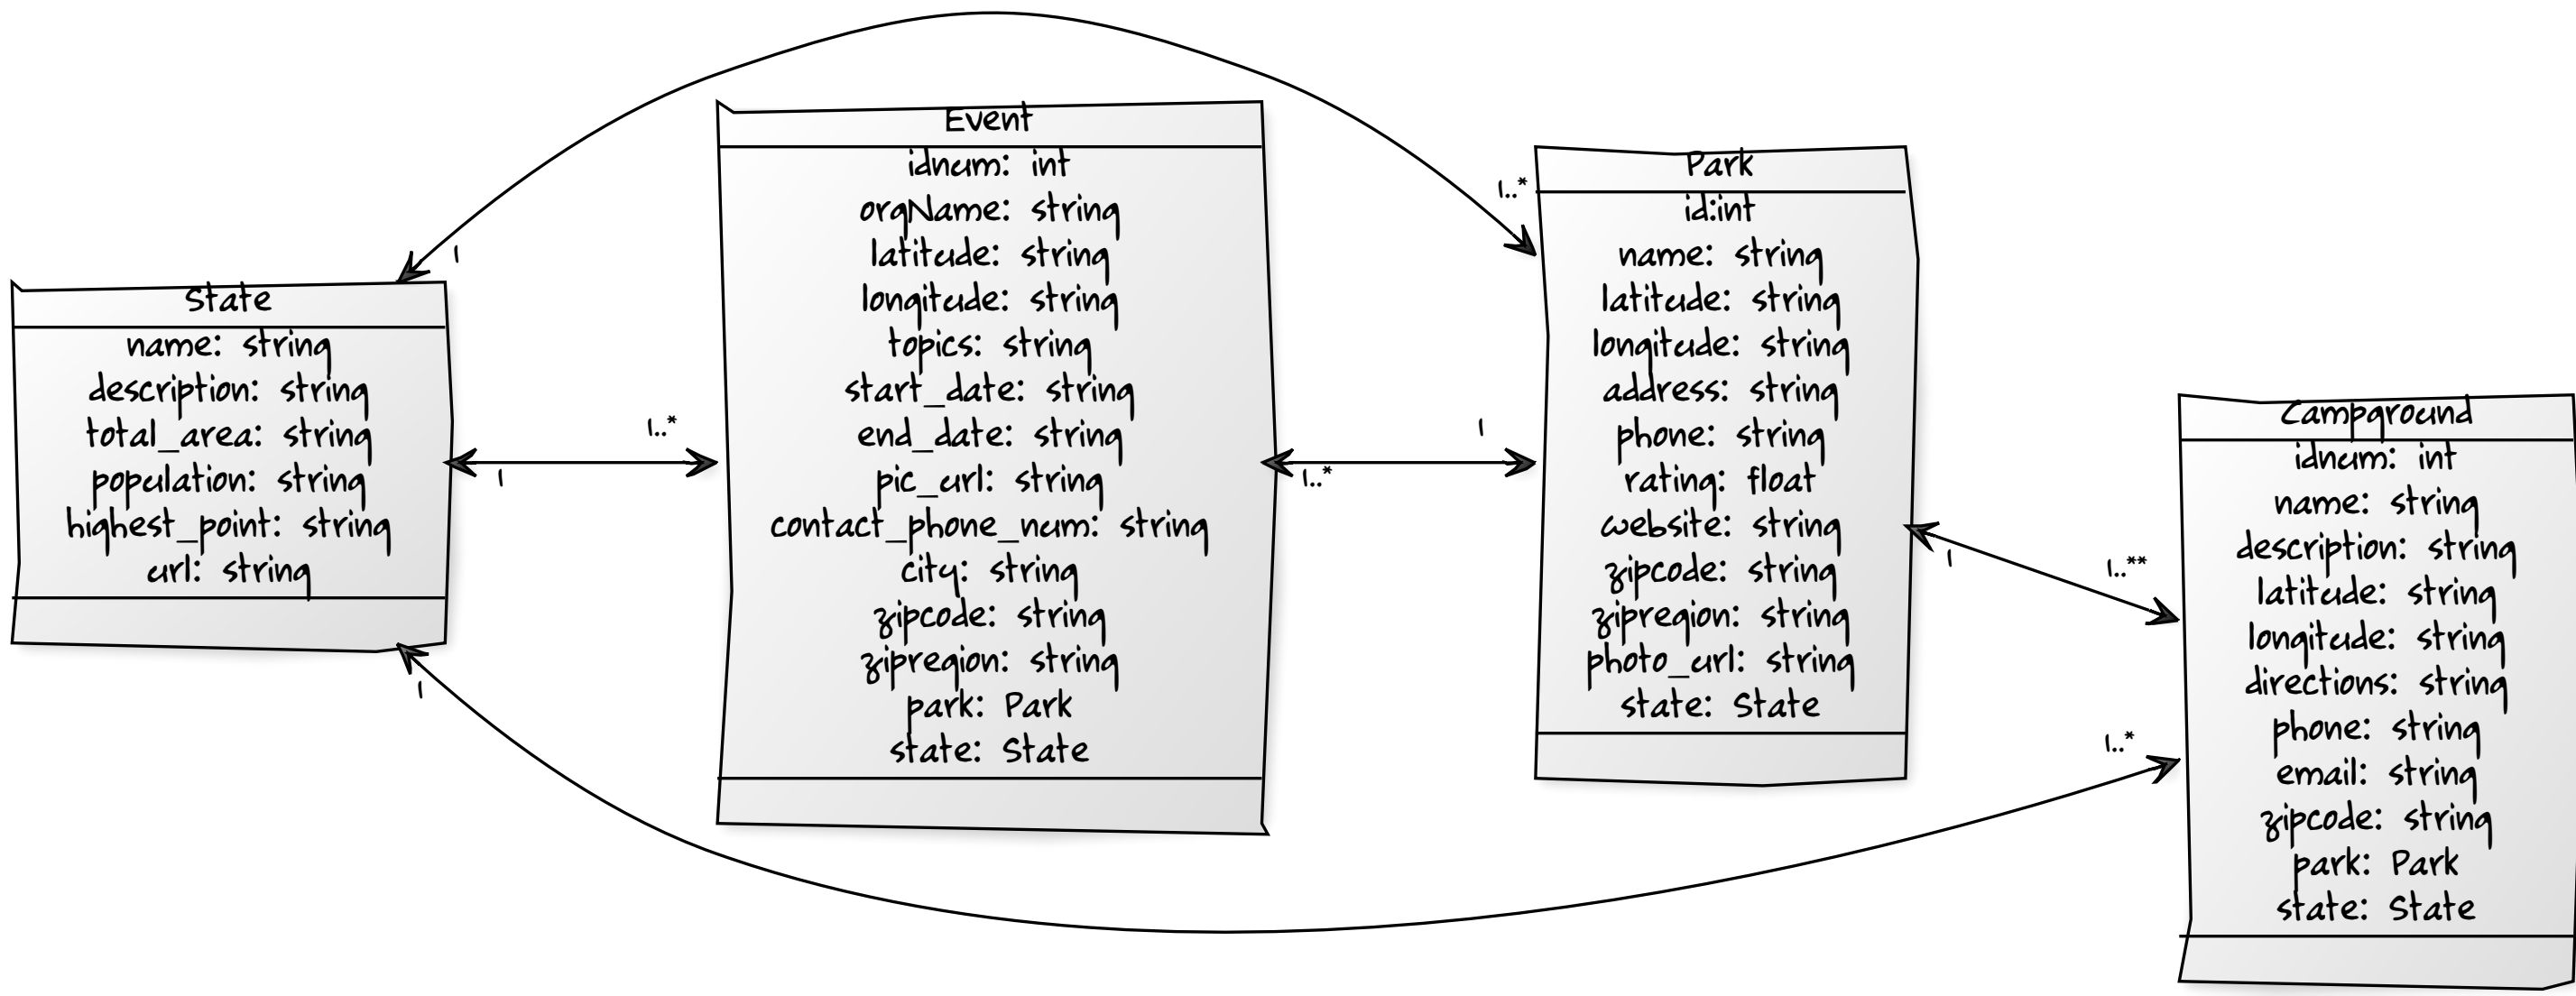 State
name: string
description: string
total_area: string
population: string
highest_point: string
url: string
1
1
1
Event
idnum: int
orgName: string
latitude: string
longitude: string
topics: string
start_date: string
end_date: string
pic_url: string
contact_phone_num: string
city: string
zipcode: string
zipregion: string
park: Park
state: State
1..*
1..*
1..*
1
Park
id:int
name: string
latitude: string
longitude: string
address: string
phone: string
rating: float
website: string
zipcode: string
zipregion: string
photo_url: string
state: State
1
1..**
1..*
Campground
idnum: int
name: string
description: string
latitude: string
longitude: string
directions: string
phone: string
email: string
zipcode: string
park: Park
state: State